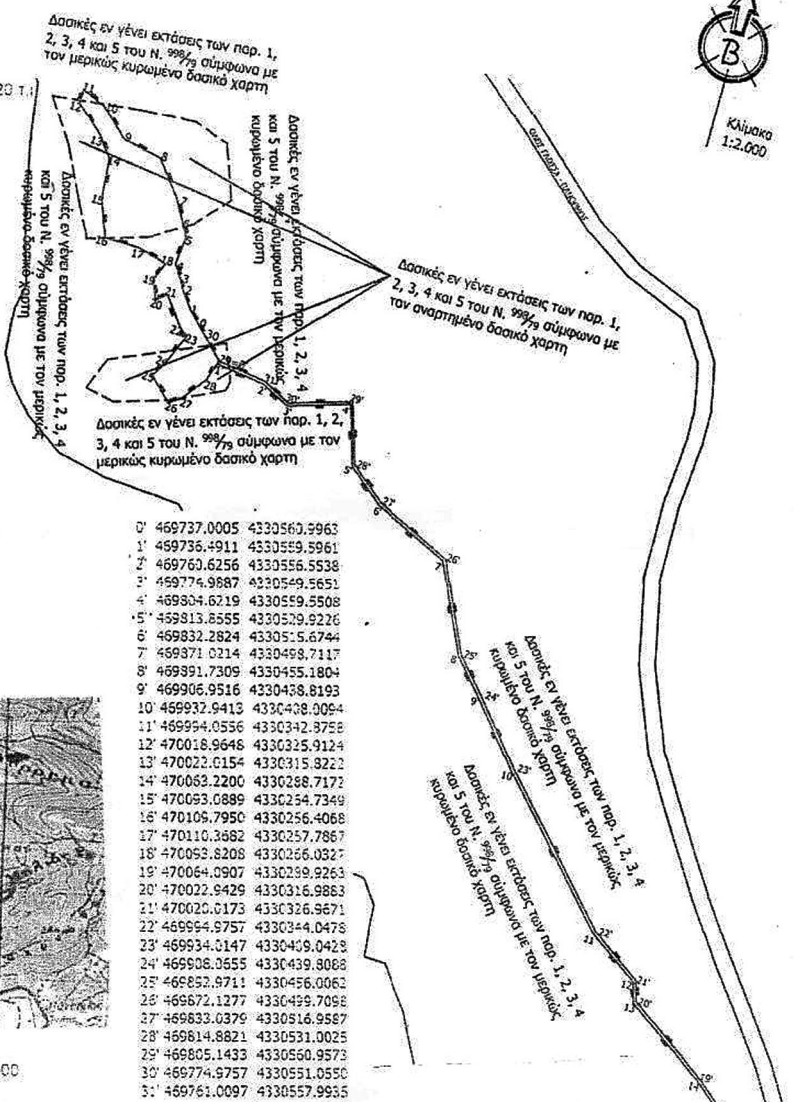 Δασικές εν γένει εκτάσεις των παρ. 1,
2, 3, 4 και 5 του Ν. 998/79 σύμφωνα με
τον μερικώς κυρωμένο δασικό χάρτη
Β
Κλίμακα
1:2.000
Δασικές εν γένει εκτάσεις των παρ. 1, 2, 3, 4
και 5 του Ν. 998/79 σύμφωνα με τον μερικώς
κυρωμένο δασικό χάρτη
Δασικές εν γένει εκτάσεις των παρ. 1, 2, 3, 4
και 5 του Ν. 998/79 σύμφωνα με τον μερικώς
κυρωμένο δασικό χάρτη
Δασικές εν γένει εκτάσεις των παρ. 1,
2, 3, 4 και 5 του Ν. 998/79 σύμφωνα με
τον αναρτημένο δασικό χάρτη
Δασικές εν γένει εκτάσεις των παρ. 1, 2,
3, 4 και 5 του Ν. 998/79 σύμφωνα με τον
μερικώς κυρωμένο δασικό χάρτη
0' 469737.0005 4330560.9963
1' 469736.4911 4330559.5961
2' 469760.6256 4330556.5538
3' 469774.9887 4330549.5651
4' 469804.6219 4330559.5508
5' 469813.8555 4330529.9226
6' 469832.2824 4330515.6744
7' 469871.0214 4330498.7117
8' 469891.7309 4330455.1804
9' 469906.9516 4330438.8193
10' 469932.9413 4330408.0094
11' 469994.0556 4330342.8758
12' 470018.9648 4330325.9124
13' 470022.0154 4330315.8222
14' 470063.2200 4330288.7172
15' 470093.0889 4330254.7349
16' 470109.7950 4330256.4068
17' 470110.3682 4330257.7867
18' 470093.8208 4330266.0327
19' 470064.0907 4330299.9263
20' 470022.9429 4330316.9883
21' 470020.0173 4330326.9671
22' 469994.9757 4330344.0478
23' 469934.0147 4330409.0429
24' 469908.0655 4330439.8088
25' 469892.9711 4330456.0062
26' 469872.1277 4330499.7098
27' 469833.0379 4330516.9587
28' 469814.8821 4330531.0025
29' 469805.1433 4330560.9573
30' 469774.9757 4330551.0550
31' 469761.0097 4330557.9935
Δασικές εν γένει εκτάσεις των παρ. 1, 2, 3, 4
και 5 του Ν. 998/79 σύμφωνα με τον μερικώς
κυρωμένο δασικό χάρτη
Δασικές εν γένει εκτάσεις των παρ. 1, 2, 3, 4
και 5 του Ν. 998/79 σύμφωνα με τον μερικώς
κυρωμένο δασικό χάρτη